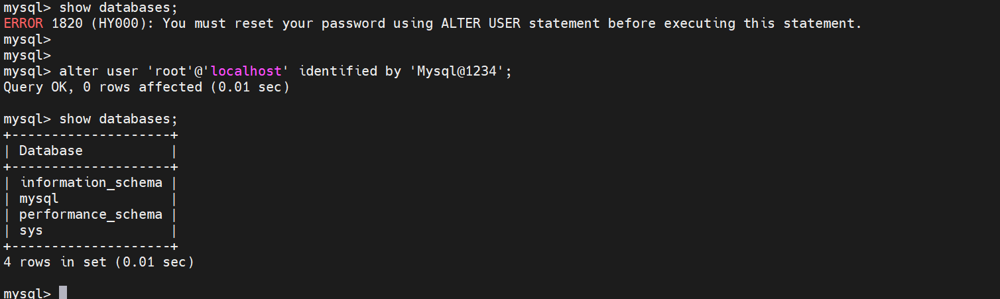 mysql> show databases;
ERROR 1820 (HY000): You must reset your password using ALTER USER statement before executing this statement.
mysql>
mysql>
mysql> alter user 'root'@'localhost' identified by 'Mysql@1234';
Query OK, 0 rows affected (0.01 sec)

mysql> show databases;
+--------------------+
| Database           |
+--------------------+
| information_schema |
| mysql              |
| performance_schema |
| sys                |
+--------------------+
4 rows in set (0.01 sec)

mysql>